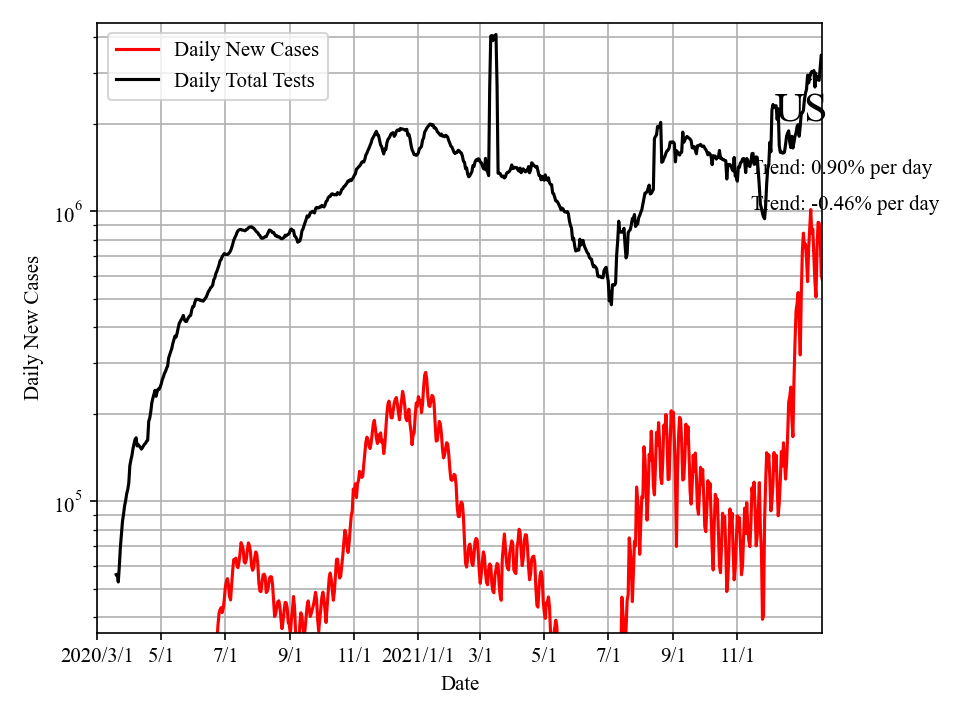 Daily New Cases
Daily Total Tests
US
Trend: 0.90% per day
Trend: -0.46% per day
10^6
10^5
Daily New Cases
2020/3/1 5/1 7/1 9/1 11/1 2021/1/1 3/1 5/1 7/1 9/1 11/1
Date